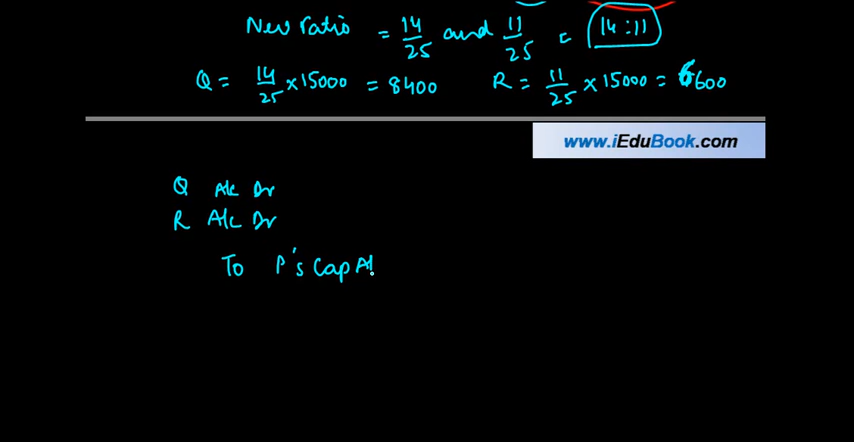 New ratio = 14/25 and 11/25 = 14:11
Q = 14/25 × 15000 = 8400 R = 11/25 × 15000 = 6600
www.iEduBook.com
Q A/c Dr
R A/c Dr
To P's Cap A/